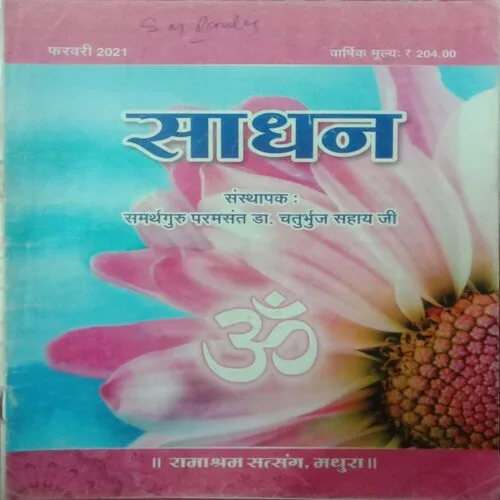 फरवरी 2021 वार्षिक मूल्यः ₹ 204.00
साधन
संस्थापक :
समर्थगुरु परमसंत डा. चतुर्भुज सहाय जी
ॐ
॥ रामाश्रम सत्संग, मथुरा॥